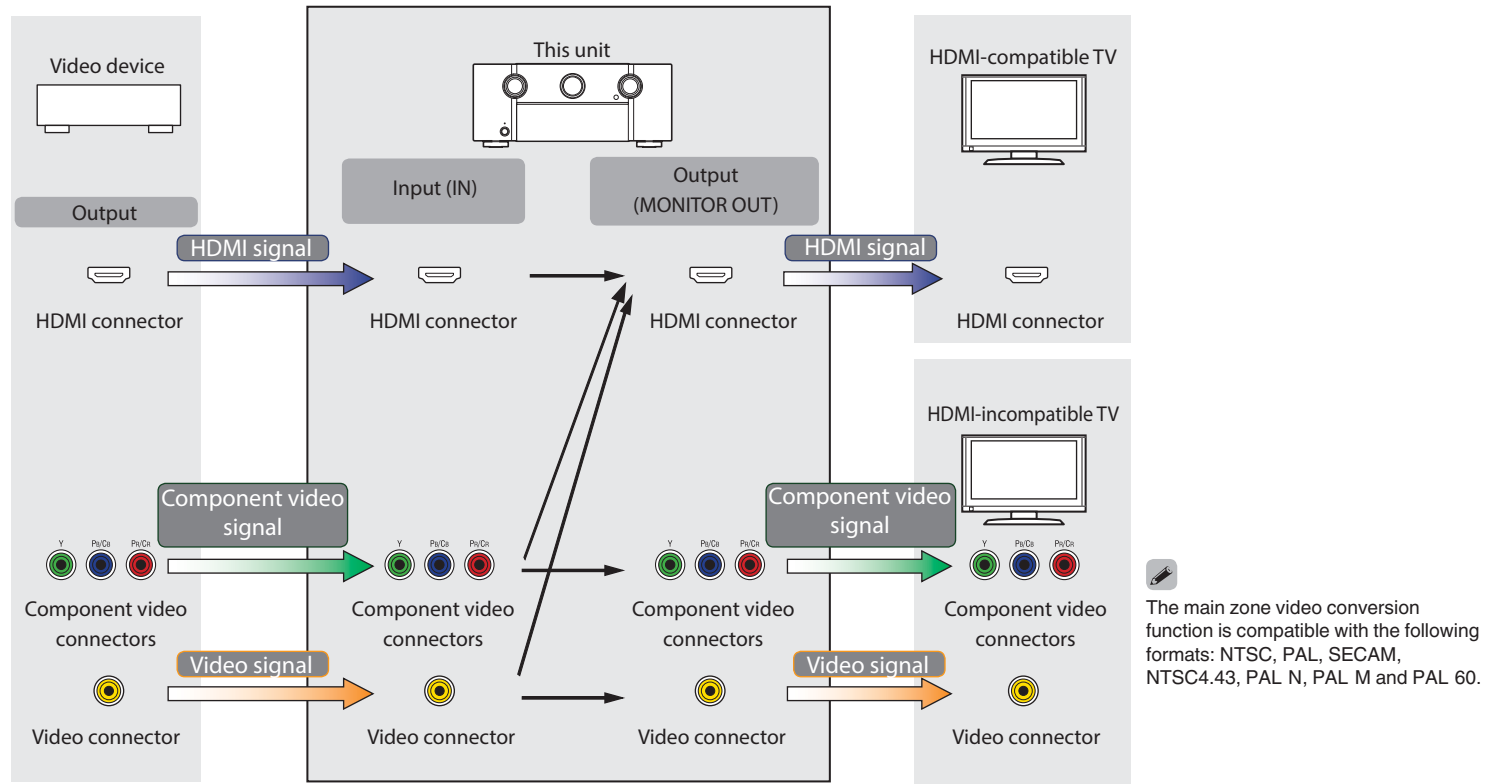 Video device
This unit
HDMI-compatible TV
Output
Input (IN)
Output
(MONITOR OUT)
HDMI signal
HDMI signal
HDMI connector
HDMI connector
HDMI connector
HDMI connector
HDMI-incompatible TV
Component video
signal
Component video
signal
Y PB/CB PR/CR
Y PB/CB PR/CR
Y PB/CB PR/CR
Y PB/CB PR/CR
Component video
connectors
Component video
connectors
Component video
connectors
Component video
connectors
Video signal
Video signal
Video connector
Video connector
Video connector
Video connector
The main zone video conversion
function is compatible with the following
formats: NTSC, PAL, SECAM,
NTSC4.43, PAL N, PAL M and PAL 60.